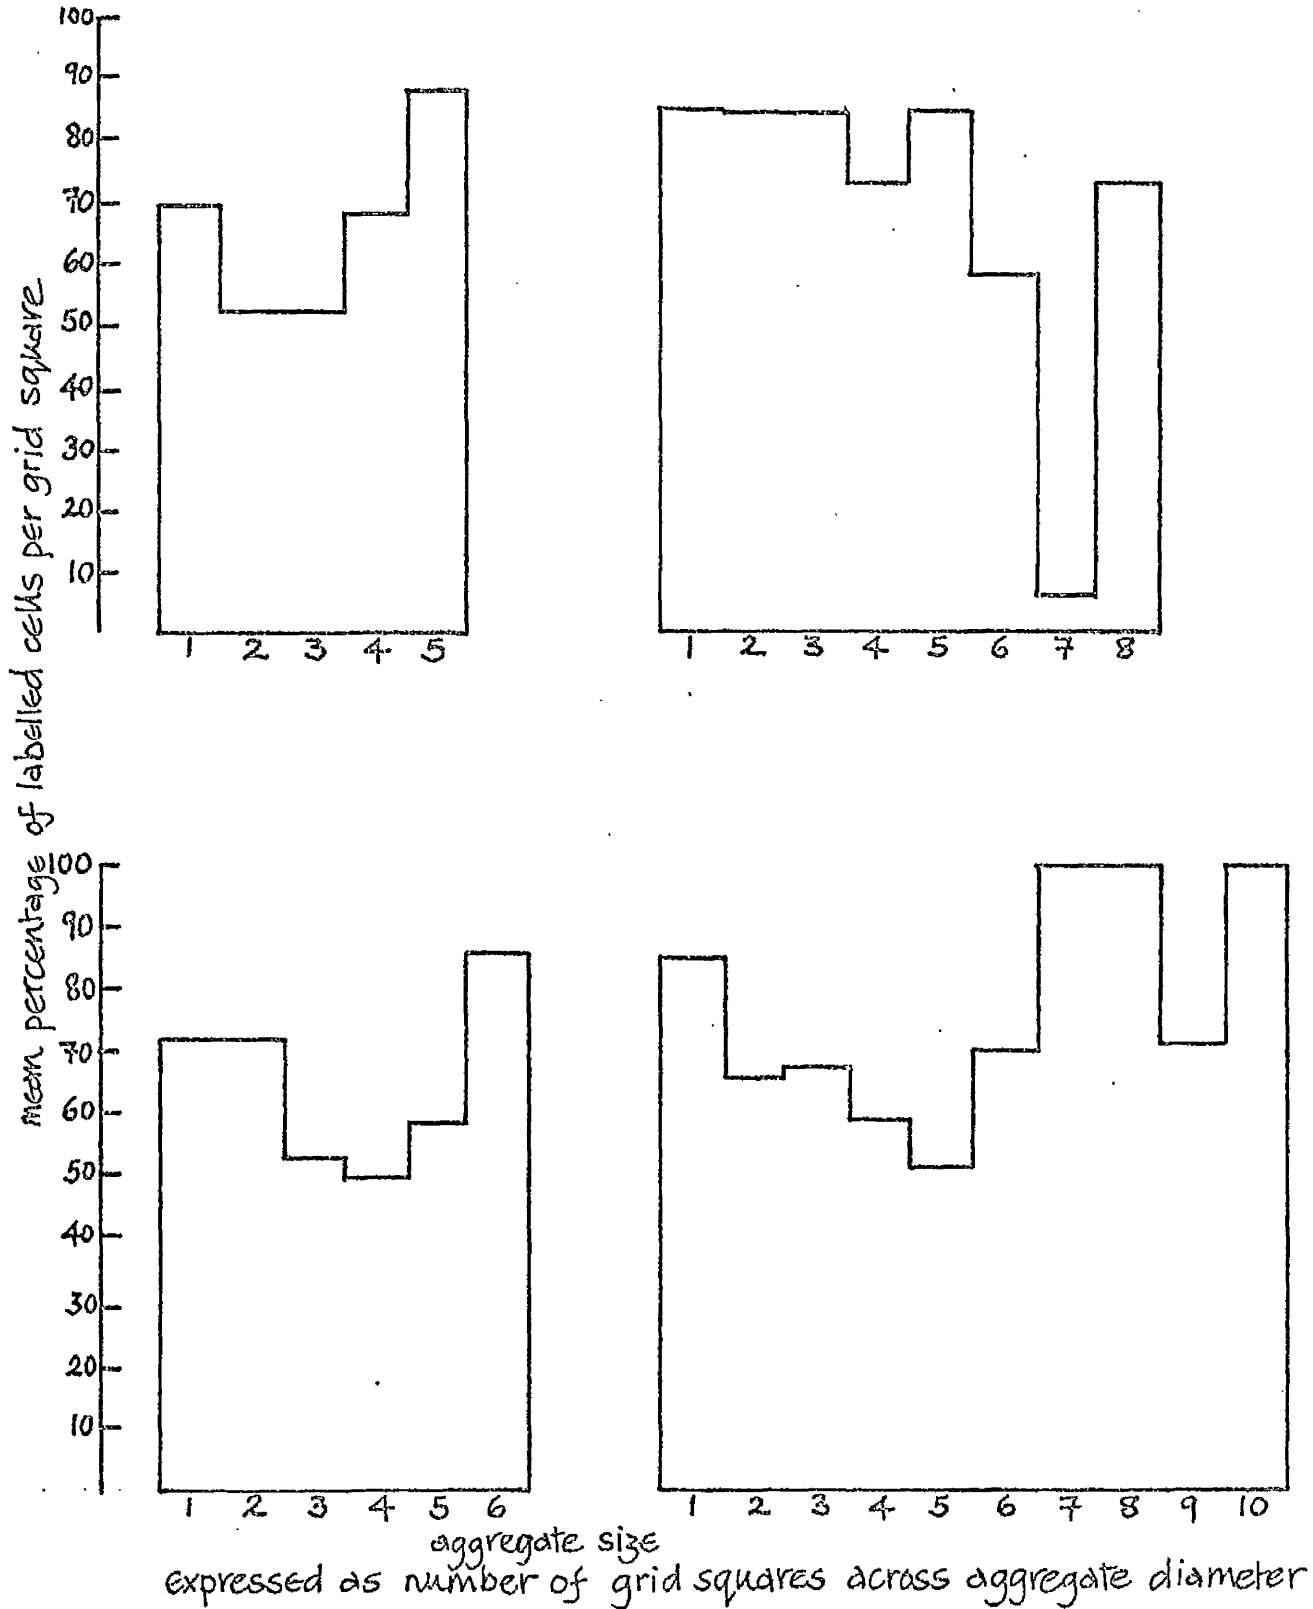 mean percentage of labelled cells per grid square
100
90
80
70
60
50
40
30
20
10
1 2 3 4 5
1 2 3 4 5 6 7 8
100
90
80
70
60
50
40
30
20
10
1 2 3 4 5 6
1 2 3 4 5 6 7 8 9 10
aggregate size
expressed as number of grid squares across aggregate diameter